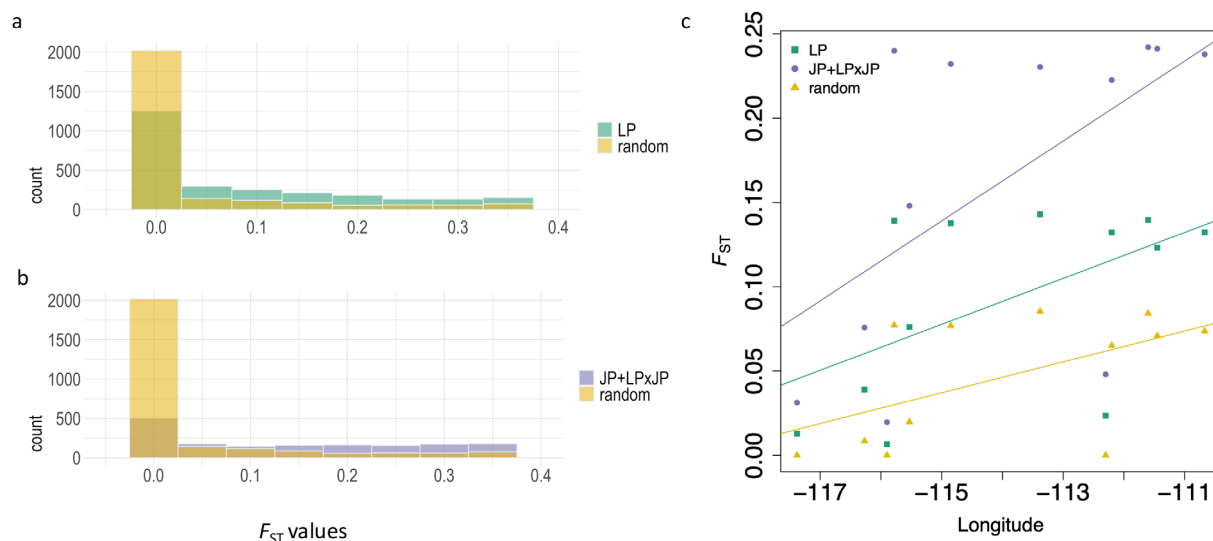 a
2000
1500
1000
500
0
count
0.0 0.1 0.2 0.3 0.4
LP
random
b
2000
1500
1000
500
0
count
0.0 0.1 0.2 0.3 0.4
JP+LPxJP
random
FST values
c
0.25
0.20
0.15
0.10
0.05
0.00
FST
LP
JP+LPxJP
random
−117 −115 −113 −111
Longitude